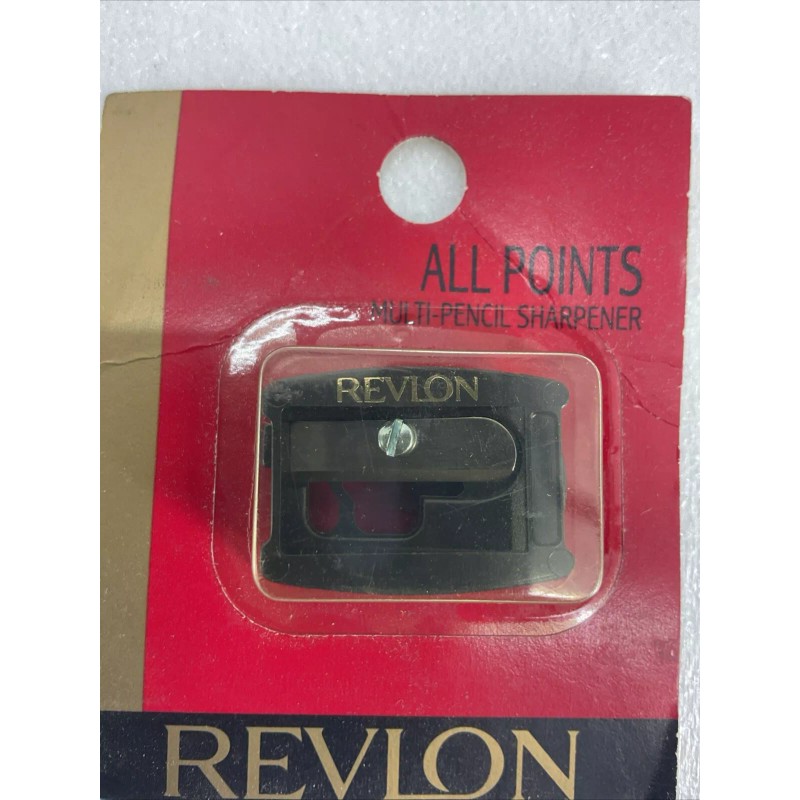 ALL POINTS
MULTI-PENCIL SHARPENER
REVLON
REVLON